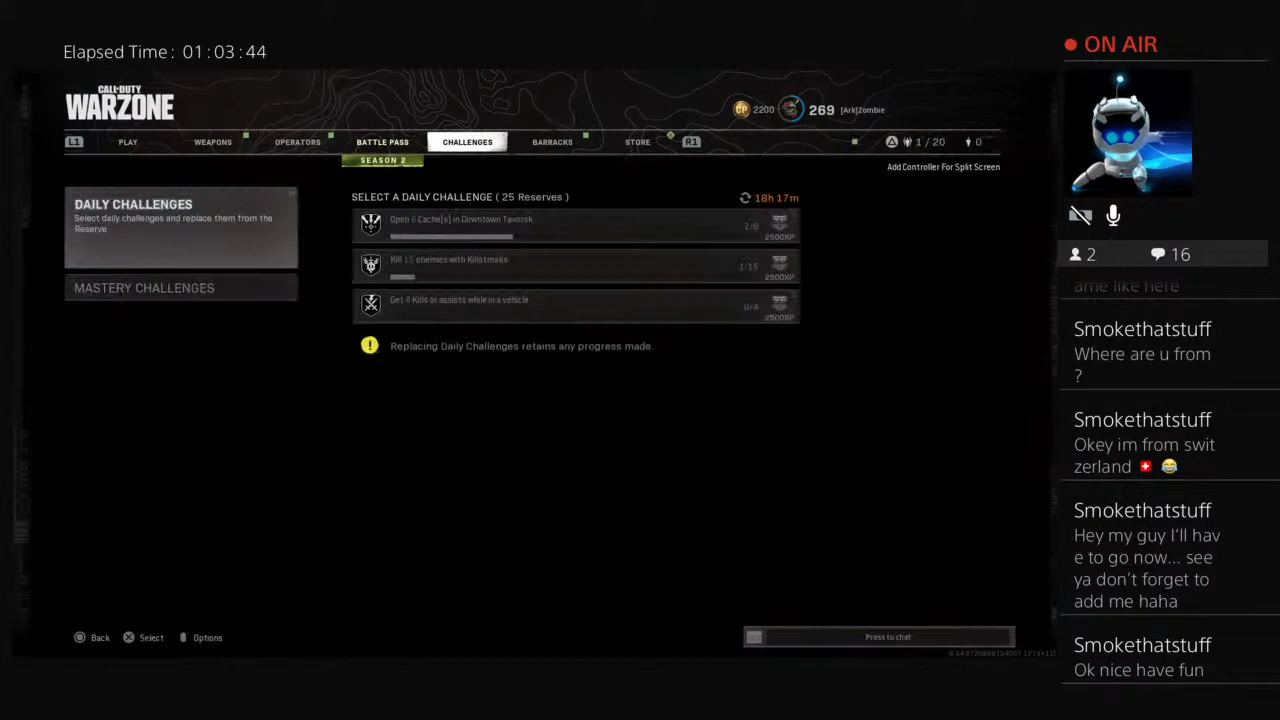 Elapsed Time: 01:03:44
ON AIR
CALL OF DUTY
WARZONE
2200
269
[Ark]Zombie
L1
PLAY
WEAPONS
OPERATORS
BATTLE PASS
CHALLENGES
BARRACKS
STORE
R1
1 / 20
0
SEASON 2
Add Controller For Split Screen
DAILY CHALLENGES
Select daily challenges and replace them from the
Reserve
MASTERY CHALLENGES
SELECT A DAILY CHALLENGE ( 25 Reserves )
18h 17m
Open 6 Cache(s) in Downtown Tavorsk.
2/6
2500XP
Kill 15 enemies with Killstreaks
1/15
2500XP
Get 4 Kills or assists while in a vehicle
0/4
2500XP
Replacing Daily Challenges retains any progress made.
Back
Select
Options
Press to chat
2
16
ame like here
Smokethatstuff
Where are u from
?
Smokethatstuff
Okey im from swit
zerland 🇨🇭 😂
Smokethatstuff
Hey my guy I'll hav
e to go now... see
ya don't forget to
add me haha
Smokethatstuff
Ok nice have fun